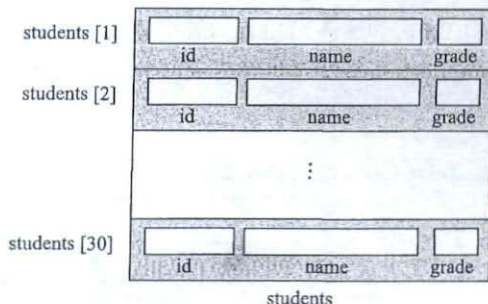 students [1]
id name grade
students [2]
id name grade
⋮
students [30]
id name grade
students